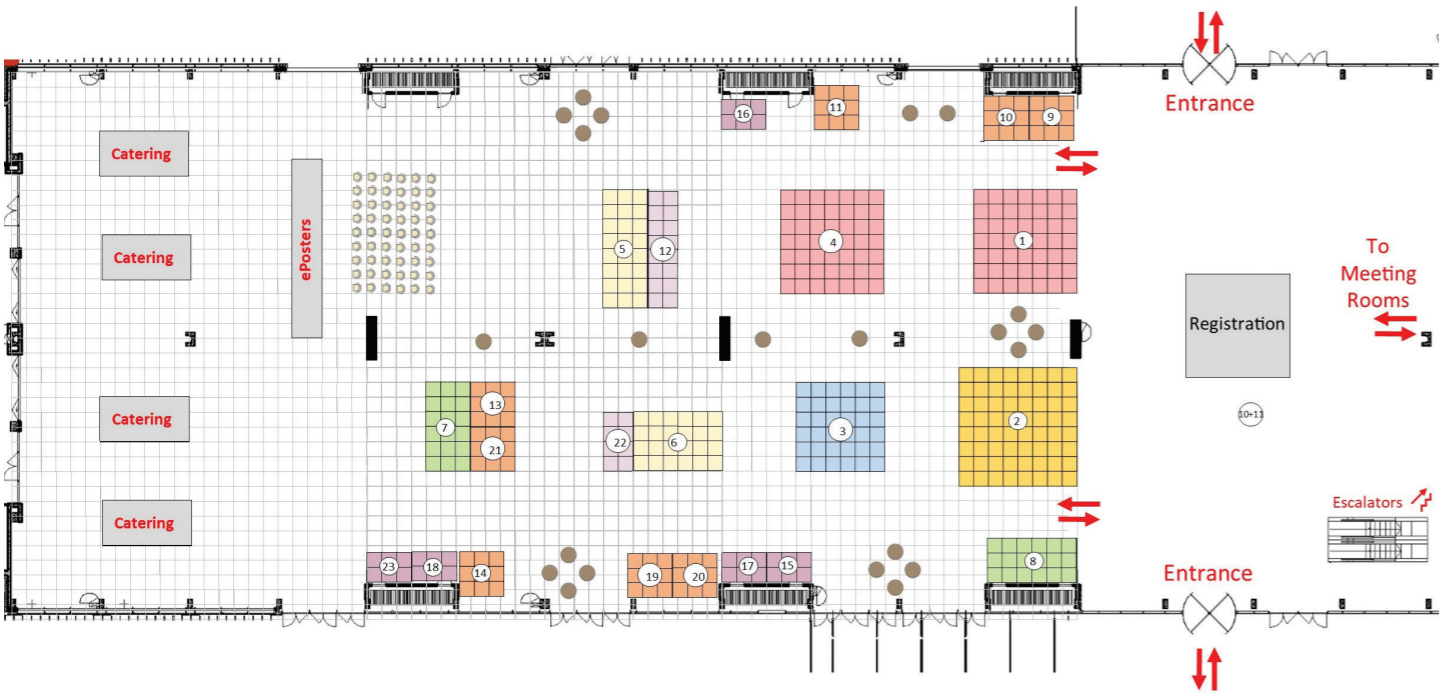 Entrance
16
11
10
9
Catering
ePosters
5
12
4
1
Catering
To
Meeting
Rooms
Registration
7
13
21
22
6
3
2
10+11
Catering
Catering
Escalators
23
18
14
19
20
17
15
8
Entrance